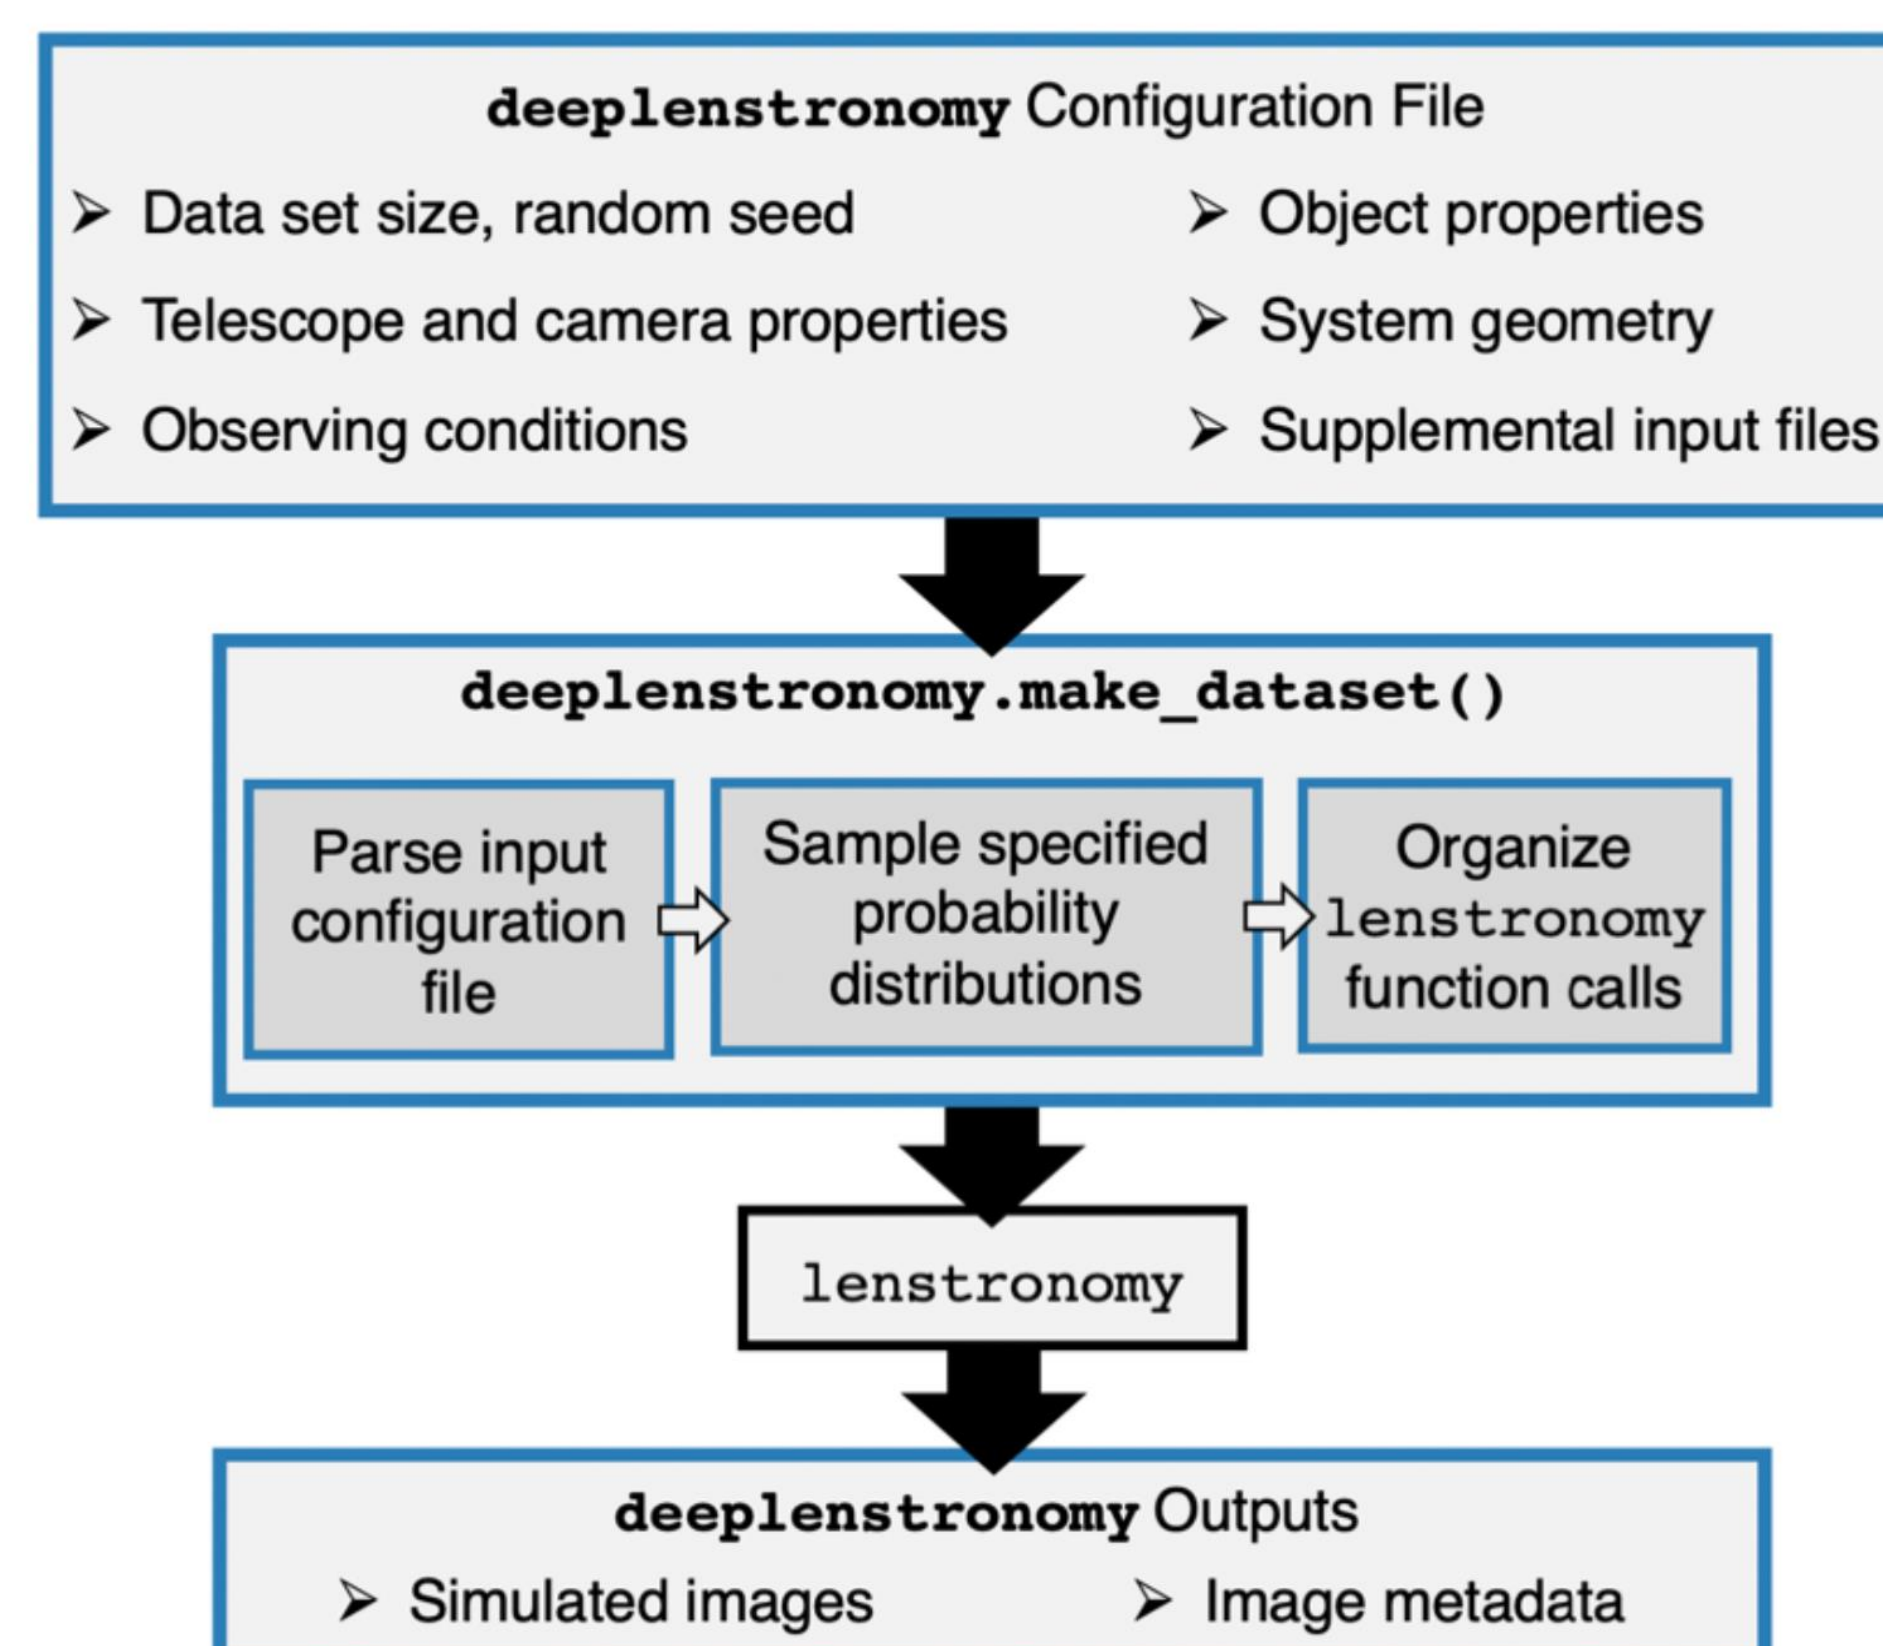 deeplenstronomy Configuration File
➢ Data set size, random seed
➢ Telescope and camera properties
➢ Observing conditions
➢ Object properties
➢ System geometry
➢ Supplemental input files
deeplenstronomy.make_dataset()
Parse input
configuration
file
Sample specified
probability
distributions
Organize
lenstronomy
function calls
lenstronomy
deeplenstronomy Outputs
➢ Simulated images
➢ Image metadata